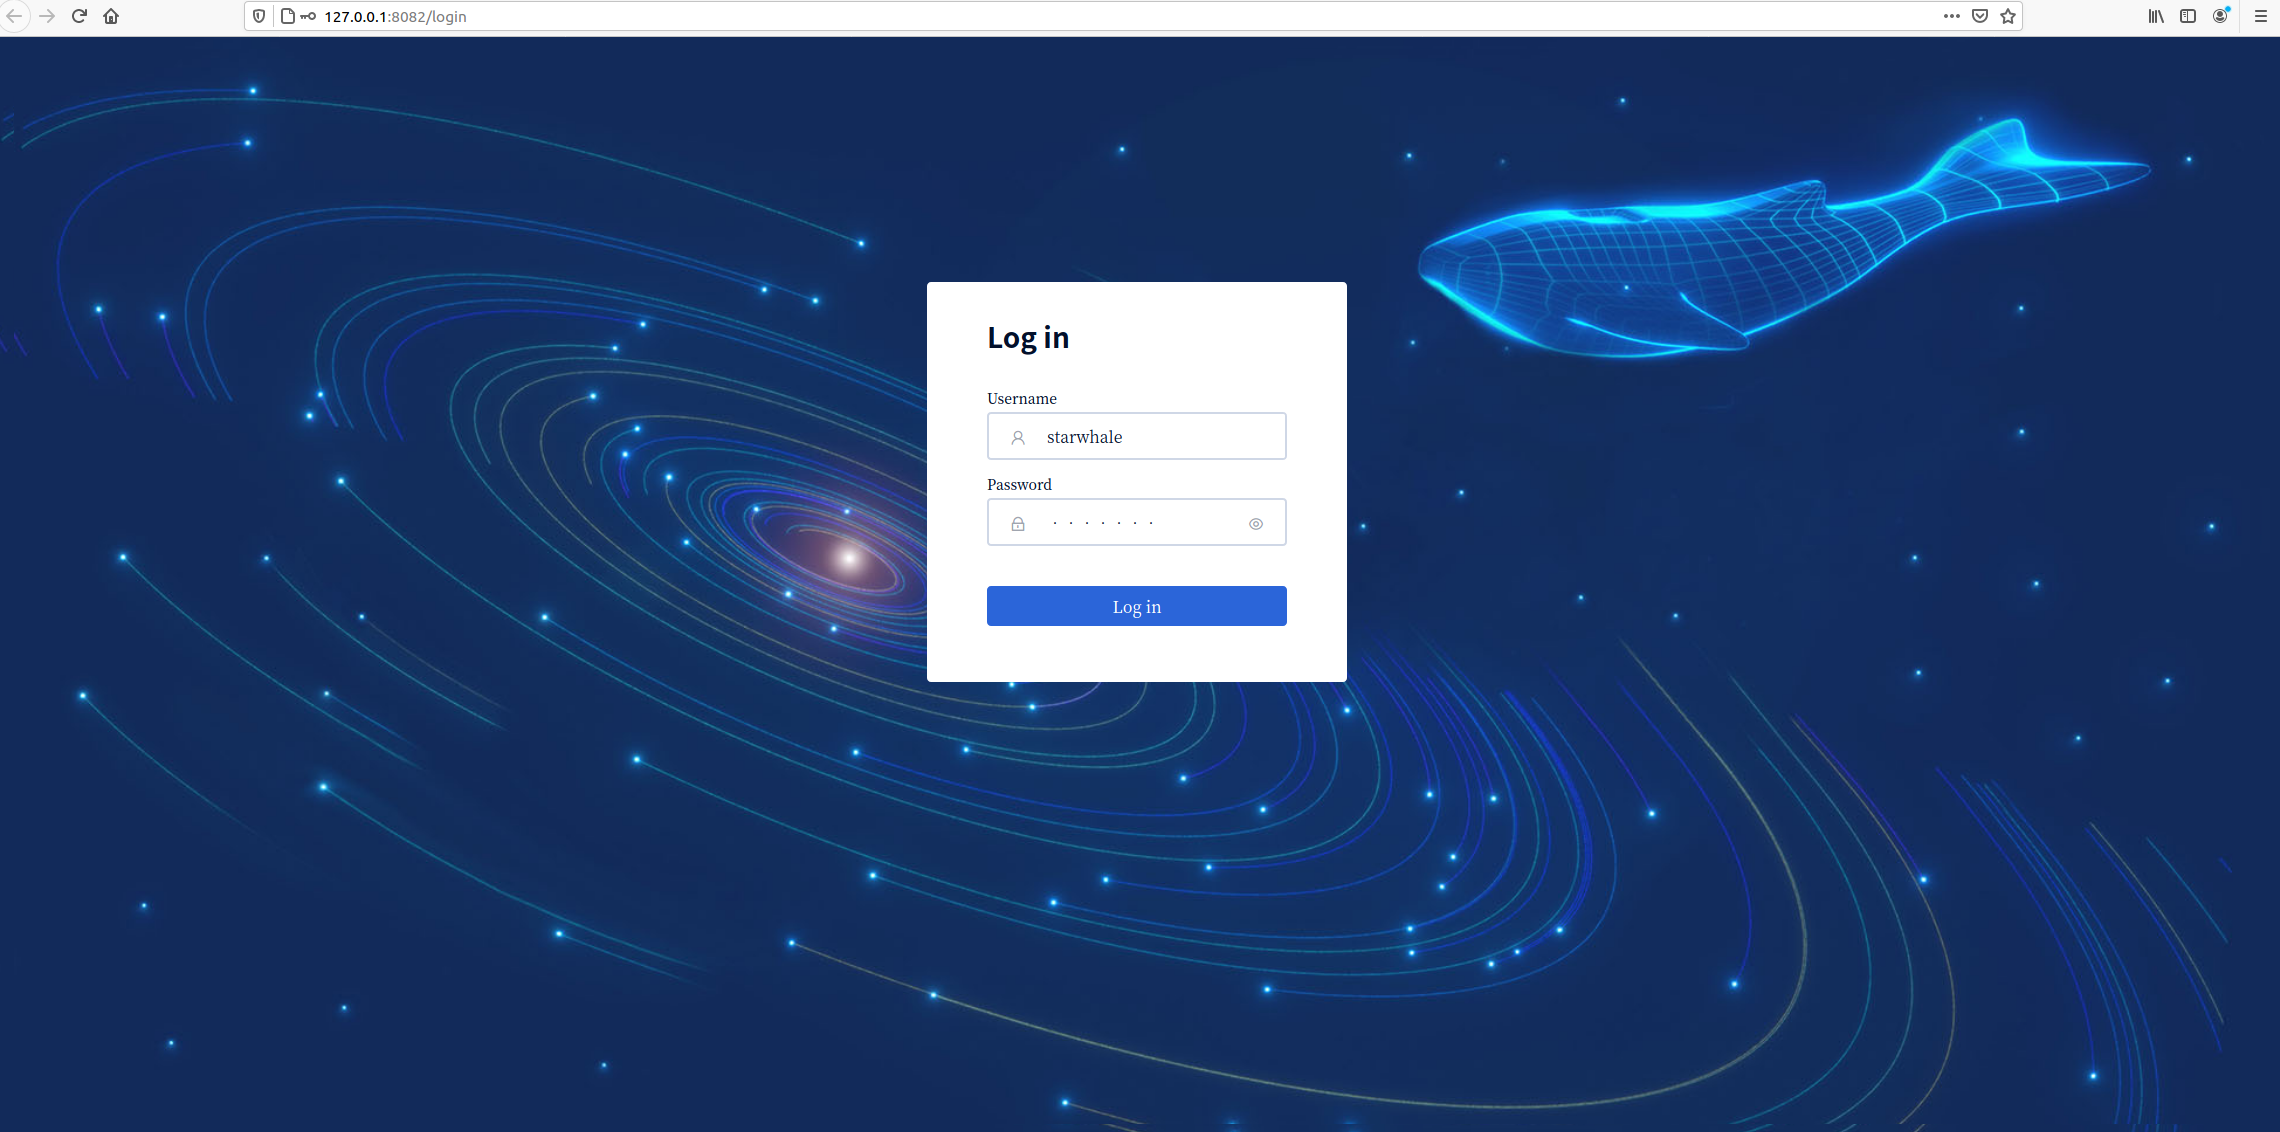 127.0.0.1:8082/login
Log in
Username
starwhale
Password
Log in